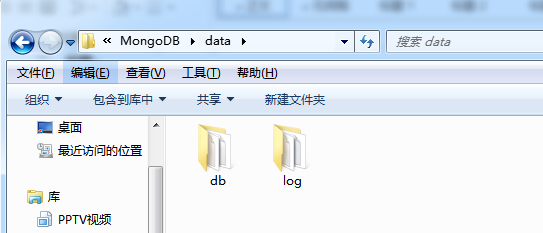 « MongoDB ▸ data ▸
搜索 data
文件(F) 编辑(E) 查看(V) 工具(T) 帮助(H)
组织 包含到库中 共享 新建文件夹
桌面
最近访问的位置
库
PPTV视频
db
log